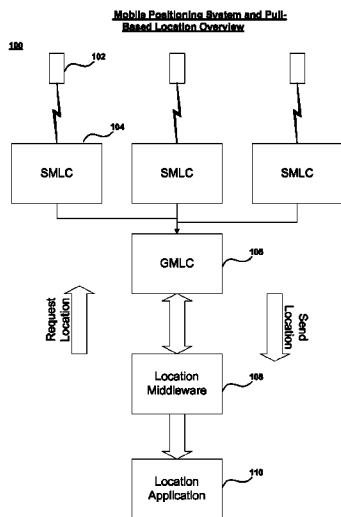 Mobile Positioning System and Pull-
Based Location Overview
100
102
104
SMLC
SMLC
SMLC
GMLC
106
Request
Location
Send
Location
Location
Middleware
108
Location
Application
110